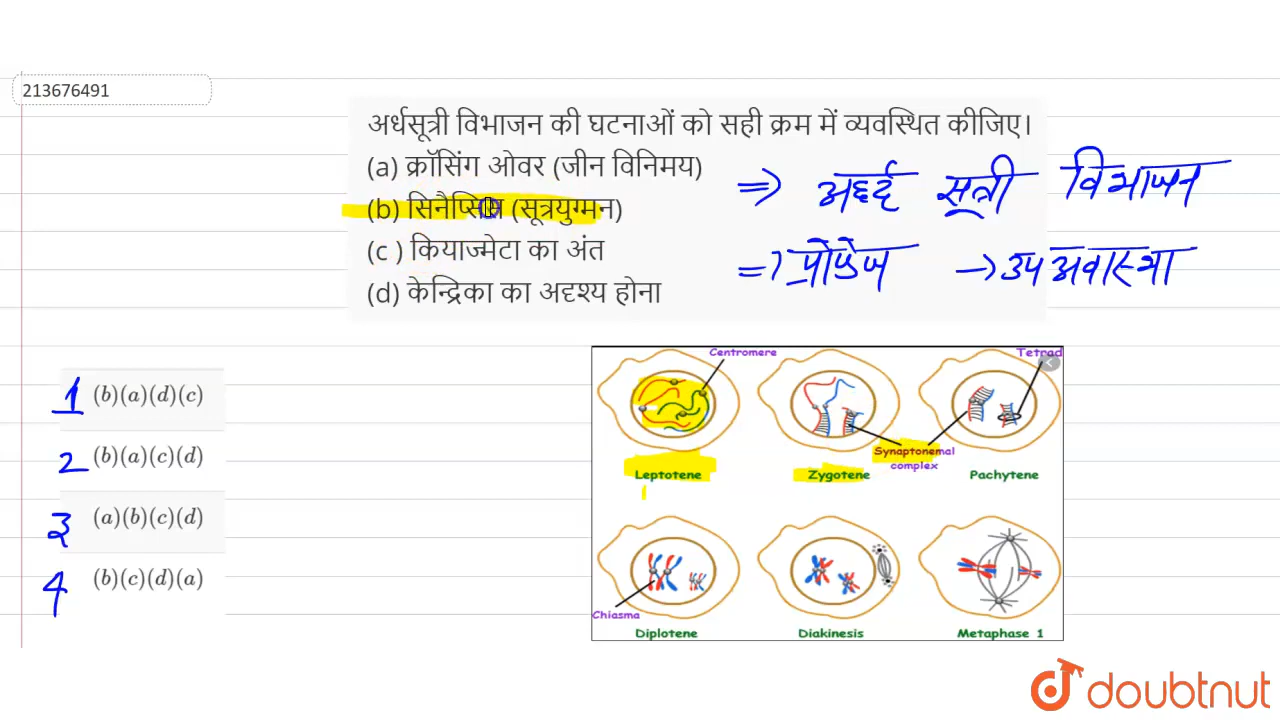 213676491
अर्धसूत्री विभाजन की घटनाओं को सही क्रम में व्यवस्थित कीजिए।
(a) क्रॉसिंग ओवर (जीन विनिमय)
(b) सिनैप्सिस (सूत्रयुग्मन)
(c ) कियाज्मेटा का अंत
(d) केन्द्रिका का अदृश्य होना
=> अर्द्ध सूत्री विभाजन
=> प्रोफेज → उपअवास्था
1 (b)(a)(d)(c)
2 (b)(a)(c)(d)
3 (a)(b)(c)(d)
4 (b)(c)(d)(a)
Centromere
Tetrad
Synaptonemal
complex
Leptotene Zygotene Pachytene
Chiasma
Diplotene Diakinesis Metaphase 1
doubtnut